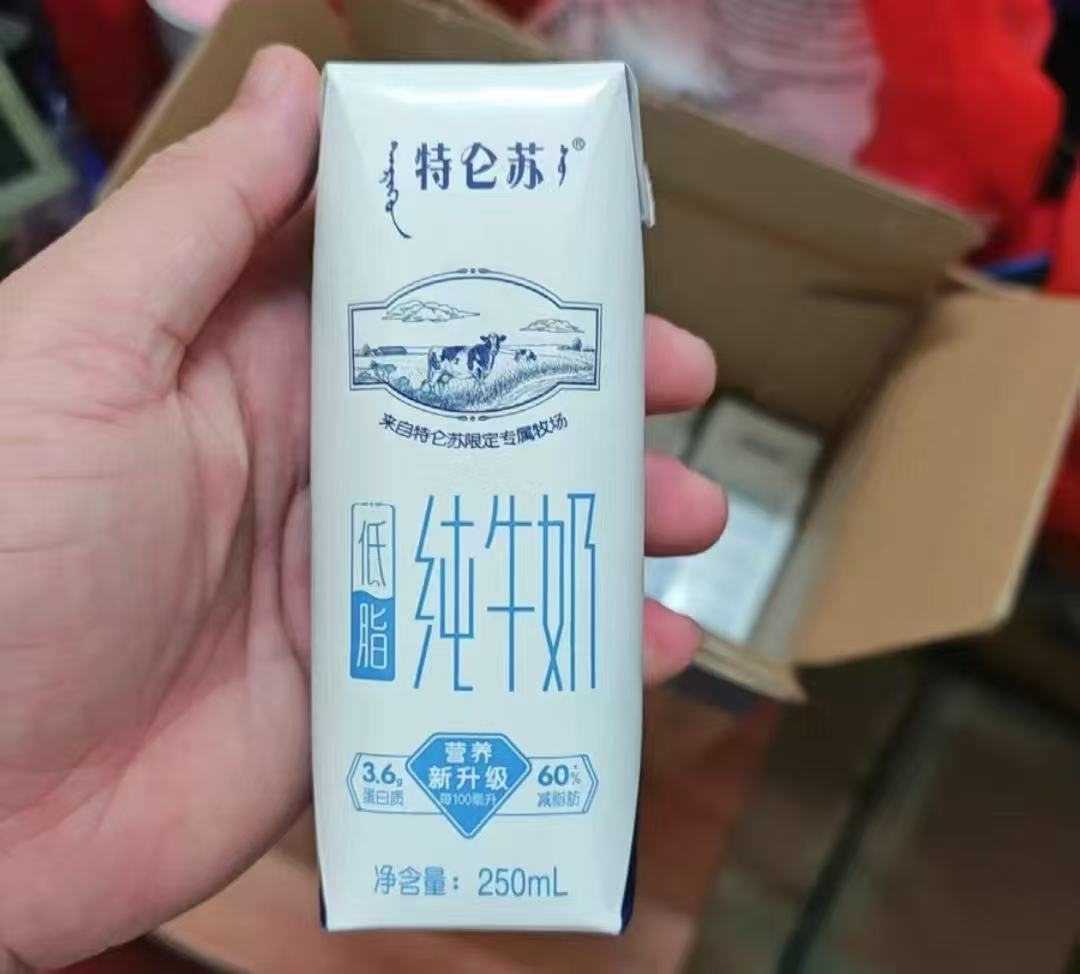 特仑苏®
来自特仑苏限定专属牧场
低脂
纯牛奶
营养
新升级
每100毫升
3.6g
蛋白质
60%
减脂肪
净含量：250mL